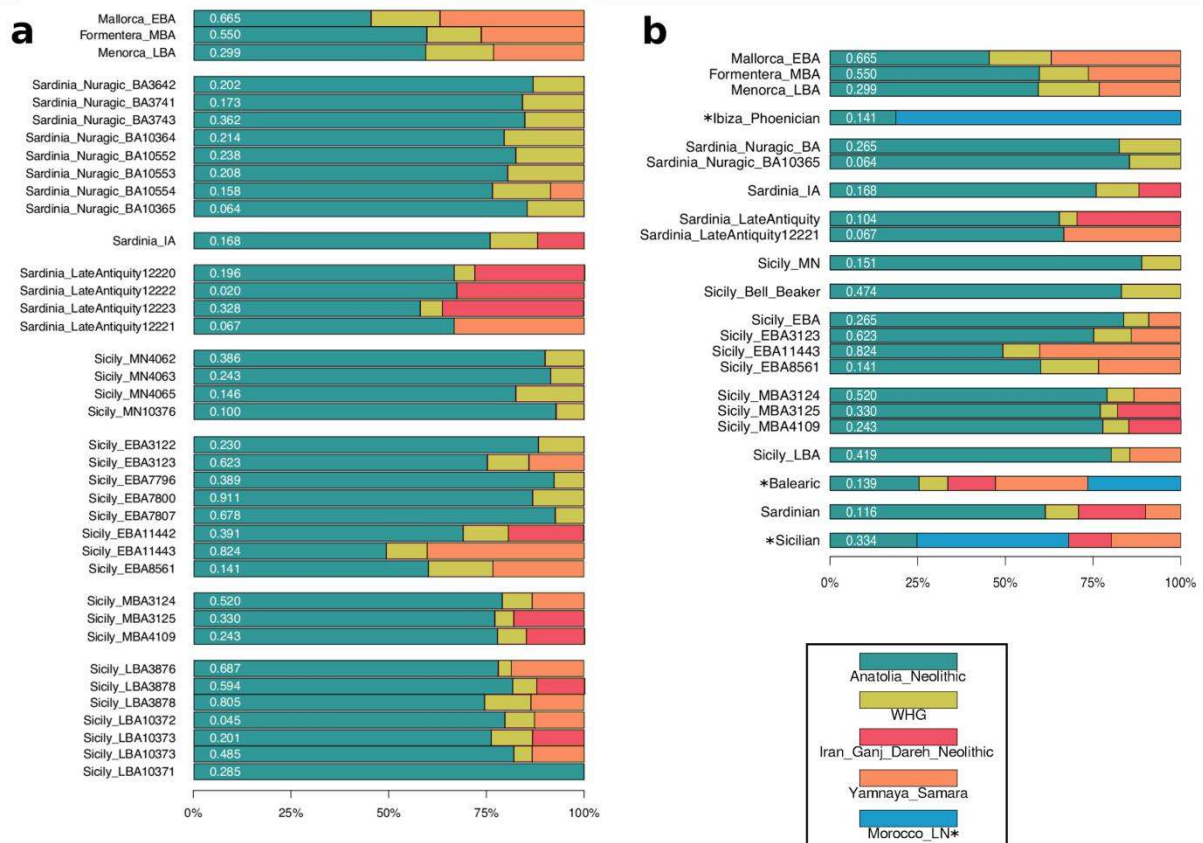 a
Mallorca_EBA 0.665
Formentera_MBA 0.550
Menorca_LBA 0.299
Sardinia_Nuragic_BA3642 0.202
Sardinia_Nuragic_BA3741 0.173
Sardinia_Nuragic_BA3743 0.362
Sardinia_Nuragic_BA10364 0.214
Sardinia_Nuragic_BA10552 0.238
Sardinia_Nuragic_BA10553 0.208
Sardinia_Nuragic_BA10554 0.158
Sardinia_Nuragic_BA10365 0.064
Sardinia_IA 0.168
Sardinia_LateAntiquity12220 0.196
Sardinia_LateAntiquity12222 0.020
Sardinia_LateAntiquity12223 0.328
Sardinia_LateAntiquity12221 0.067
Sicily_MN4062 0.386
Sicily_MN4063 0.243
Sicily_MN4065 0.146
Sicily_MN10376 0.100
Sicily_EBA3122 0.230
Sicily_EBA3123 0.623
Sicily_EBA7796 0.389
Sicily_EBA7800 0.911
Sicily_EBA7807 0.678
Sicily_EBA11442 0.391
Sicily_EBA11443 0.824
Sicily_EBA8561 0.141
Sicily_MBA3124 0.520
Sicily_MBA3125 0.330
Sicily_MBA4109 0.243
Sicily_LBA3876 0.687
Sicily_LBA3878 0.594
Sicily_LBA3878 0.805
Sicily_LBA10372 0.045
Sicily_LBA10373 0.201
Sicily_LBA10373 0.485
Sicily_LBA10371 0.285
0% 25% 50% 75% 100%
b
Mallorca_EBA 0.665
Formentera_MBA 0.550
Menorca_LBA 0.299
*Ibiza_Phoenician 0.141
Sardinia_Nuragic_BA 0.265
Sardinia_Nuragic_BA10365 0.064
Sardinia_IA 0.168
Sardinia_LateAntiquity 0.104
Sardinia_LateAntiquity12221 0.067
Sicily_MN 0.151
Sicily_Bell_Beaker 0.474
Sicily_EBA 0.265
Sicily_EBA3123 0.623
Sicily_EBA11443 0.824
Sicily_EBA8561 0.141
Sicily_MBA3124 0.520
Sicily_MBA3125 0.330
Sicily_MBA4109 0.243
Sicily_LBA 0.419
*Balearic 0.139
Sardinian 0.116
*Sicilian 0.334
0% 25% 50% 75% 100%
Anatolia_Neolithic
WHG
Iran_Ganj_Dareh_Neolithic
Yamnaya_Samara
Morocco_LN*